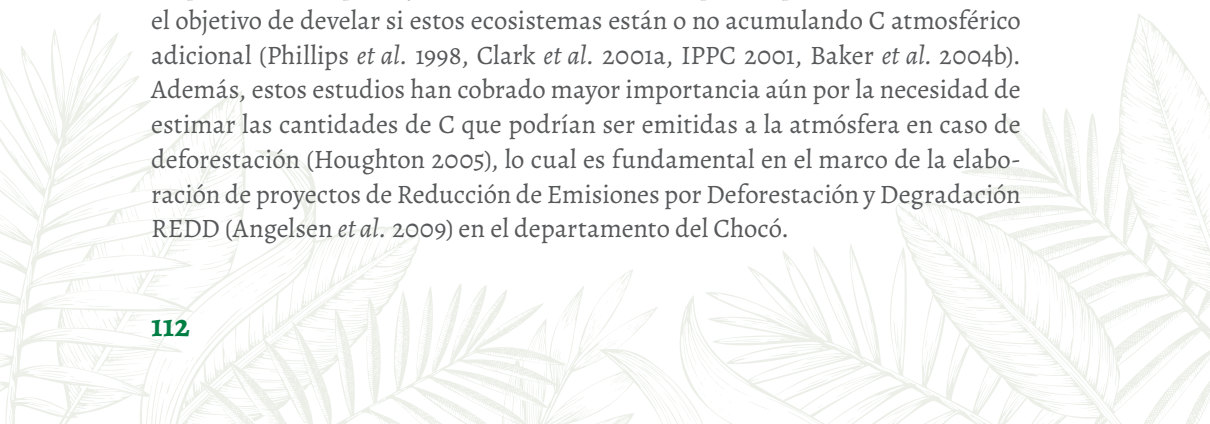 el objetivo de develar si estos ecosistemas están o no acumulando C atmosférico
adicional (Phillips et al. 1998, Clark et al. 2001a, IPPC 2001, Baker et al. 2004b).
Además, estos estudios han cobrado mayor importancia aún por la necesidad de
estimar las cantidades de C que podrían ser emitidas a la atmósfera en caso de
deforestación (Houghton 2005), lo cual es fundamental en el marco de la elabo-
ración de proyectos de Reducción de Emisiones por Deforestación y Degradación
REDD (Angelsen et al. 2009) en el departamento del Chocó.
112